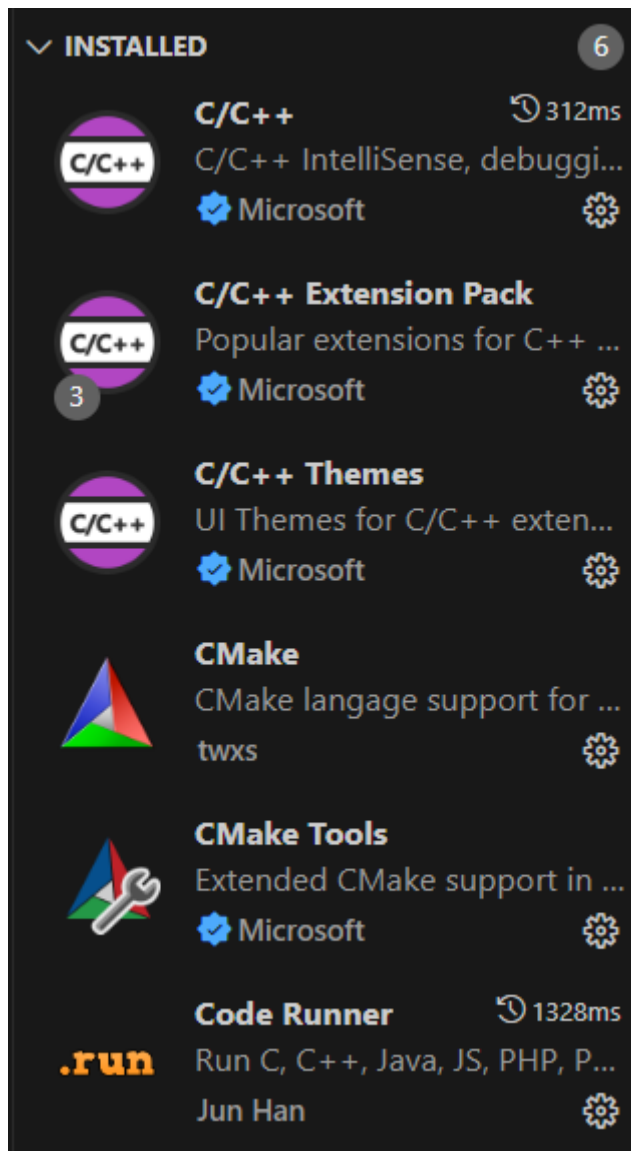 INSTALLED 6
C/C++ 312ms
C/C++ C/C++ IntelliSense, debuggi...
Microsoft
C/C++ Extension Pack
C/C++ Popular extensions for C++ ...
3 Microsoft
C/C++ Themes
C/C++ UI Themes for C/C++ exten...
Microsoft
CMake
CMake langage support for ...
twxs
CMake Tools
Extended CMake support in ...
Microsoft
Code Runner 1328ms
.run Run C, C++, Java, JS, PHP, P...
Jun Han